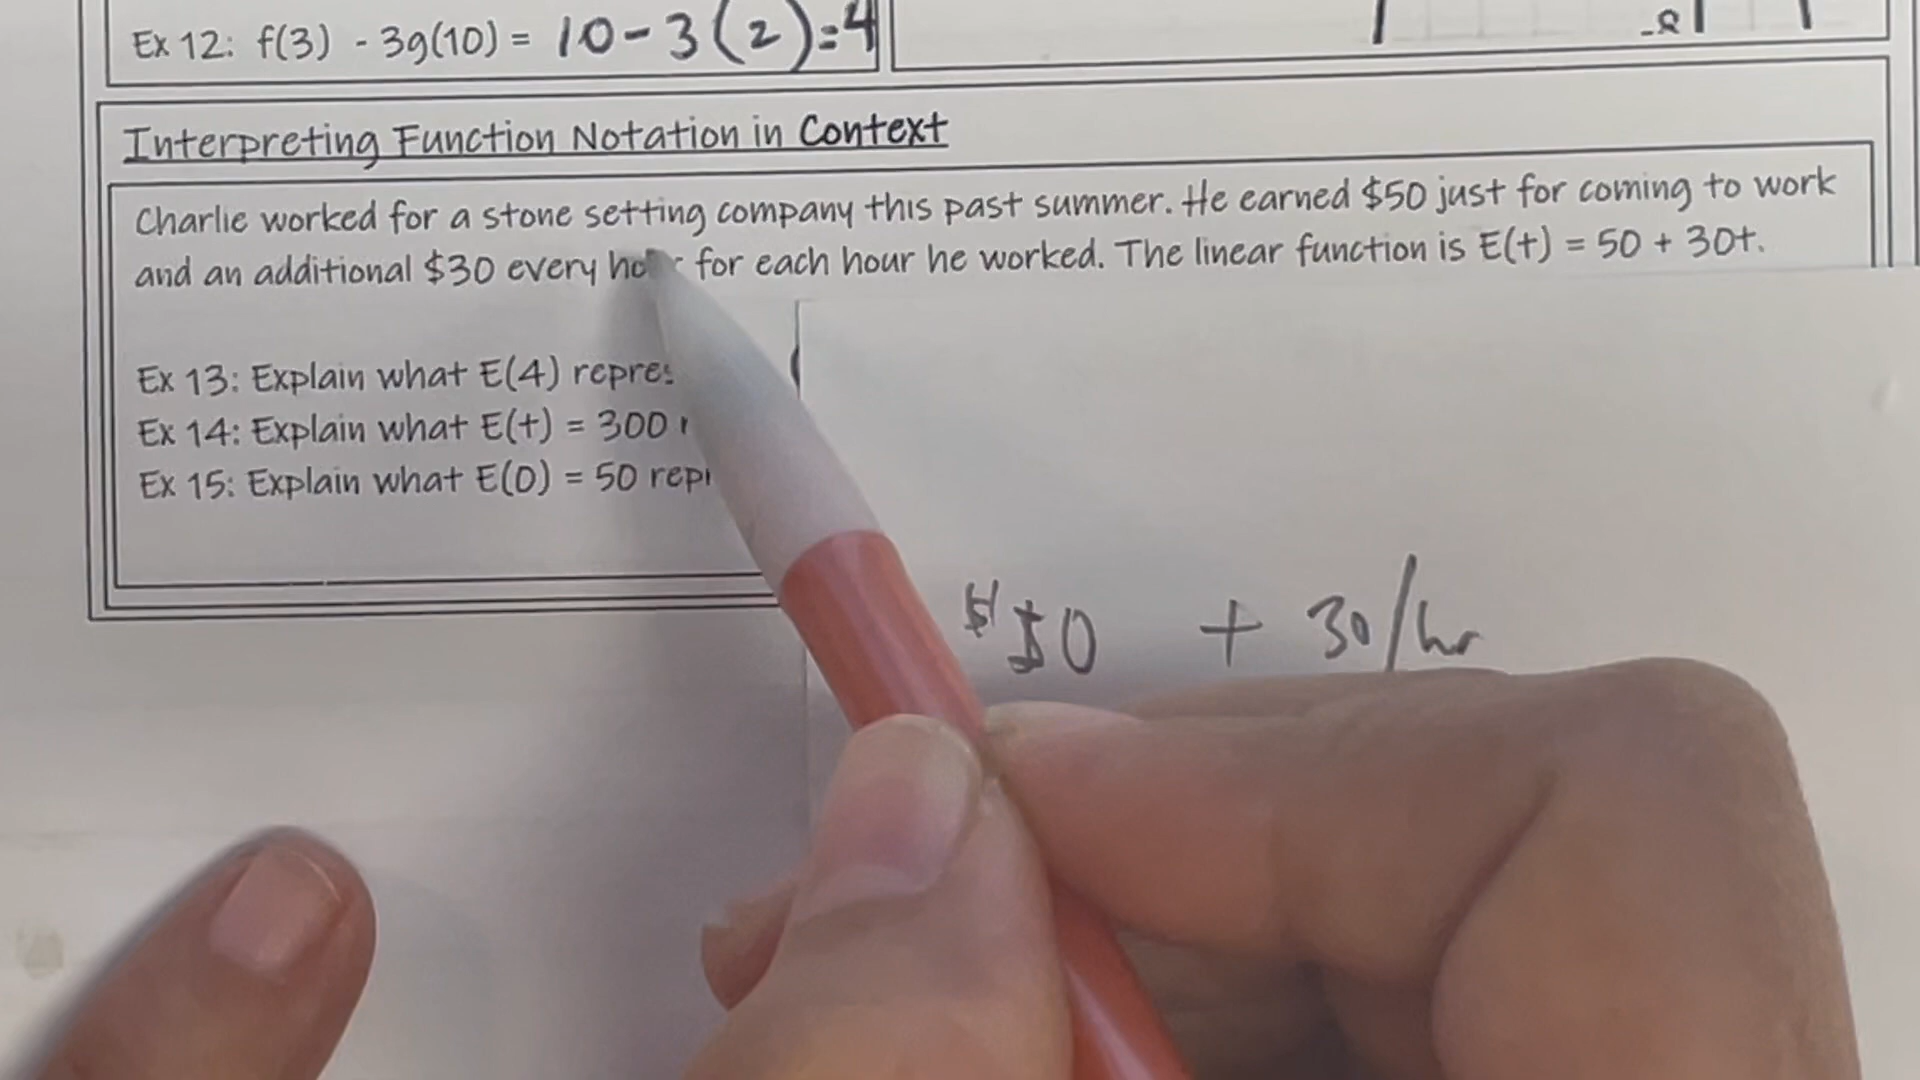 Ex 12: f(3) - 3g(10) = 10-3(2)=4
-8
Interpreting Function Notation in Context
Charlie worked for a stone setting company this past summer. He earned $50 just for coming to work
and an additional $30 every for each hour he worked. The linear function is E(t) = 50 + 30t.
Ex 13: Explain what E(4)
Ex 14: Explain what E(t) = 300
Ex 15: Explain what E(0) = 50
+ 30/hr